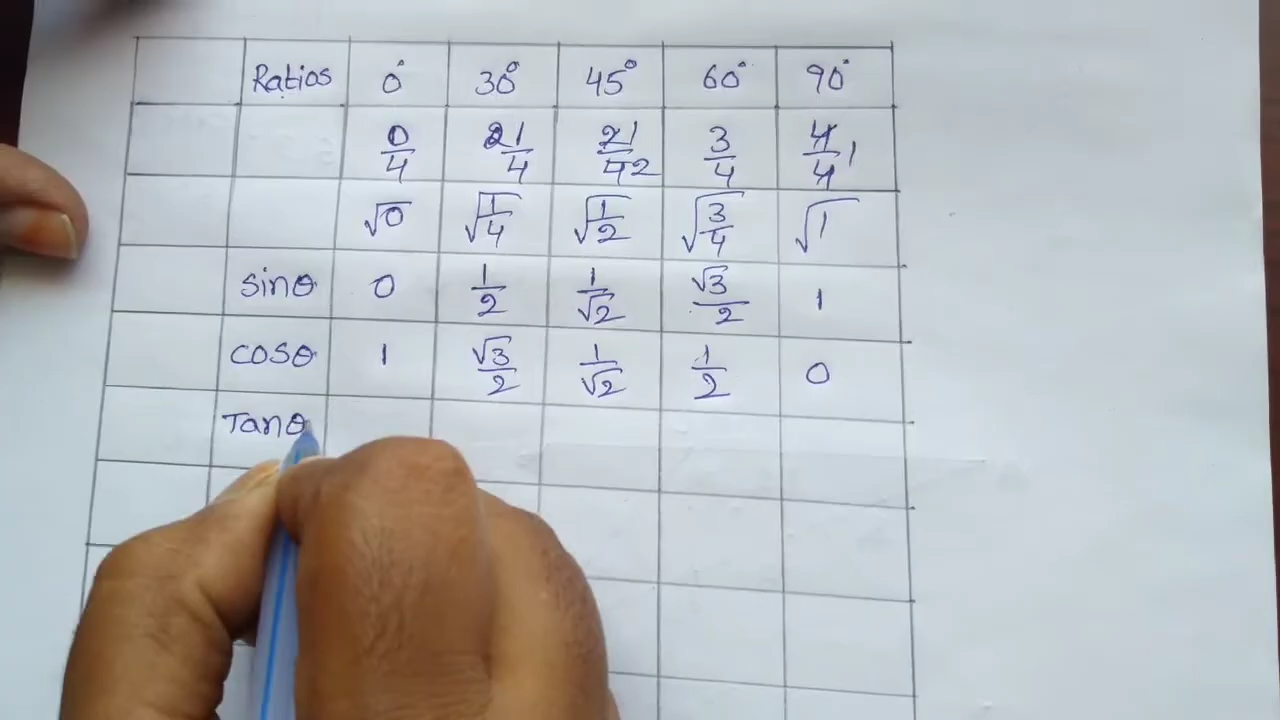 Ratios 0° 30° 45° 60° 90°
0/4 1/4 21/42 3/4 4/4 1
√0 √1/4 √1/2 √3/4 √1
sinθ 0 1/2 1/√2 √3/2 1
cosθ 1 √3/2 1/√2 1/2 0
Tanθ